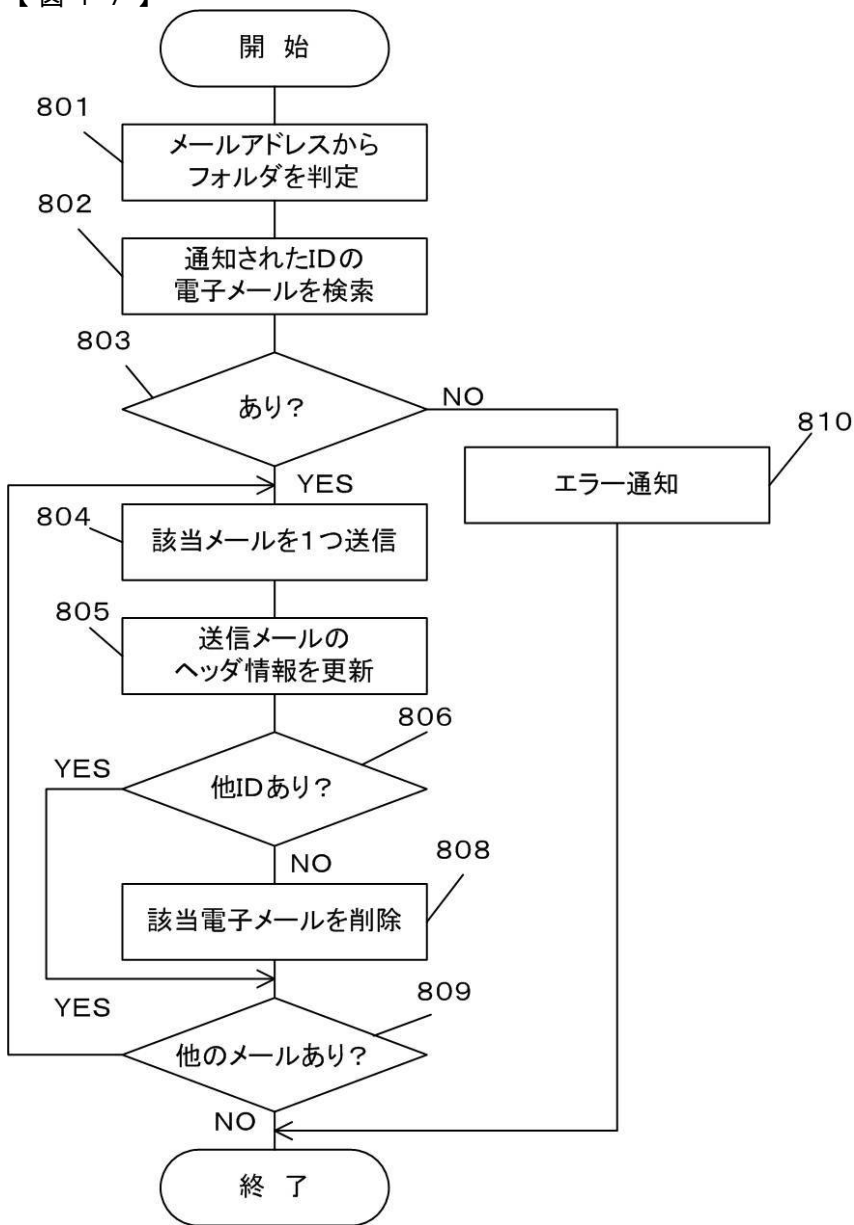 【図17】
開 始
801
メールアドレスから
フォルダを判定
802
通知されたIDの
電子メールを検索
803
あり？
NO
810
エラー通知
YES
804
該当メールを1つ送信
805
送信メールの
ヘッダ情報を更新
806
YES
他IDあり？
NO
808
該当電子メールを削除
YES
809
他のメールあり？
NO
終 了